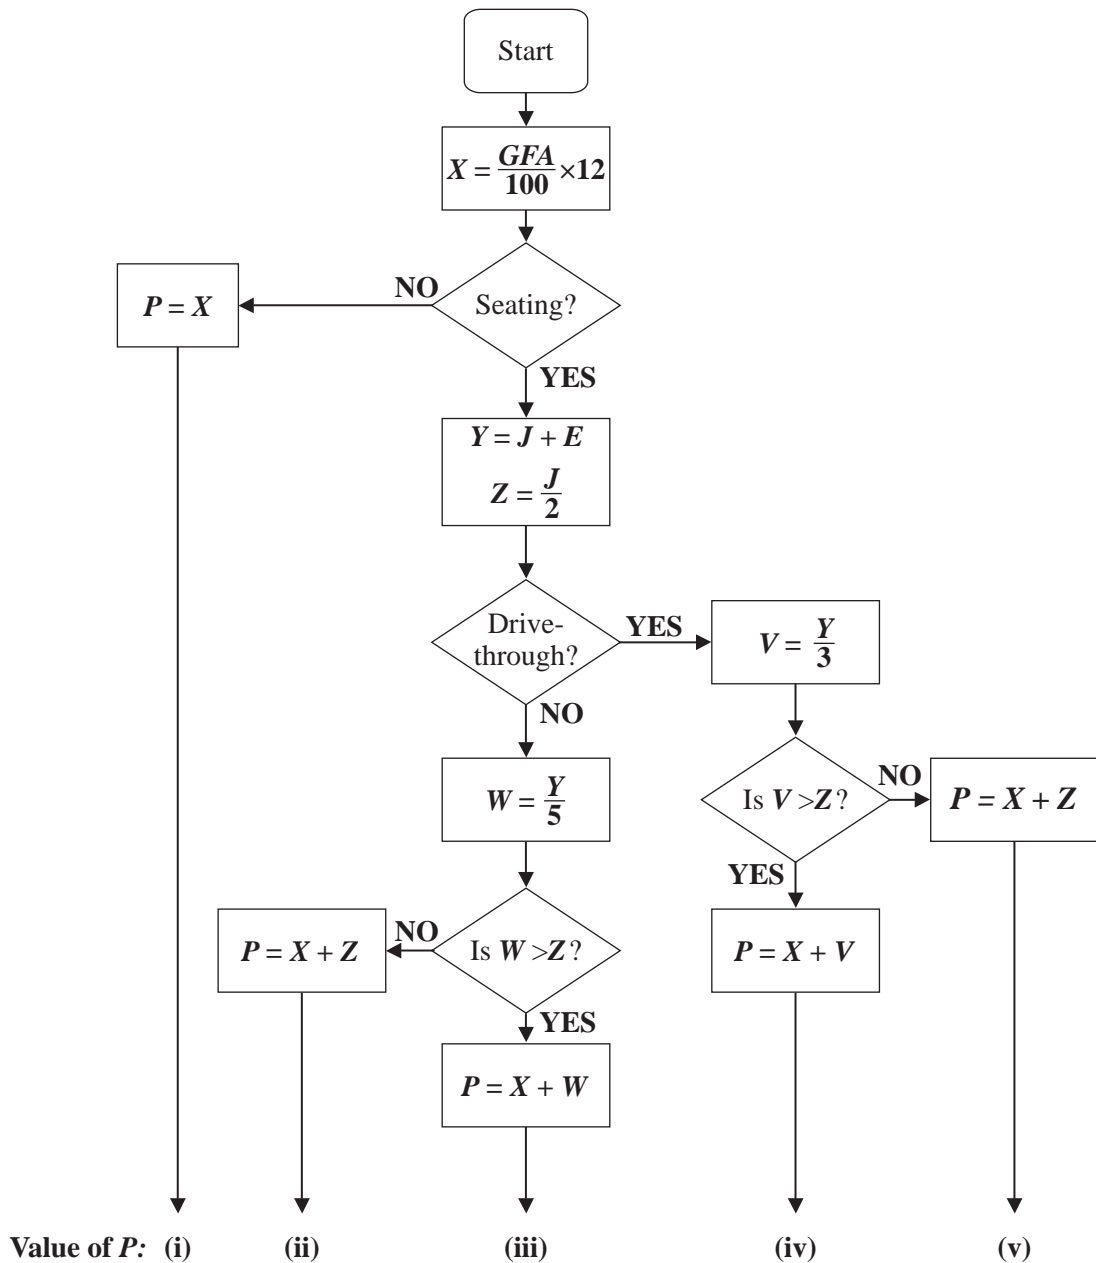 Start
X = GFA/100 ×12
Seating?
NO
P = X
YES
Y = J + E
Z = J/2
Drive-
through?
YES
V = Y/3
NO
W = Y/5
Is V >Z?
NO
P = X + Z
YES
P = X + V
Is W >Z?
NO
P = X + Z
YES
P = X + W
Value of P: (i) (ii) (iii) (iv) (v)